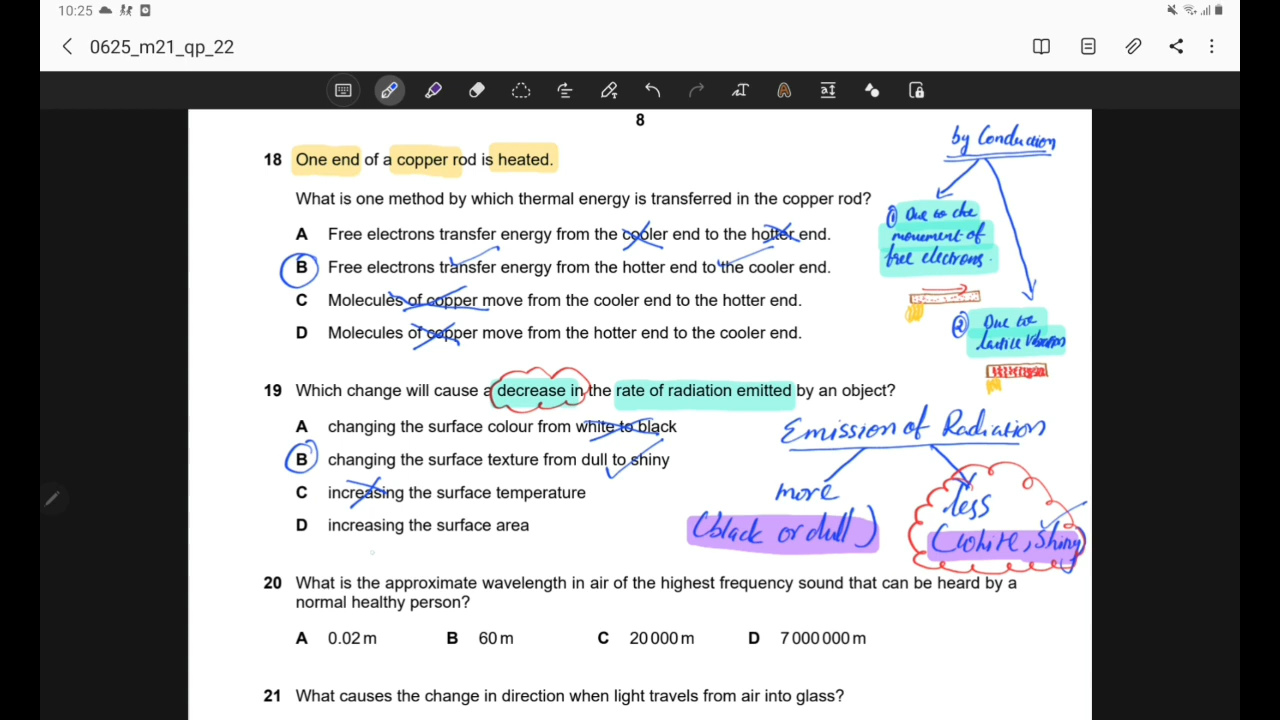 10:25
0625_m21_qp_22
8
18 One end of a copper rod is heated.
What is one method by which thermal energy is transferred in the copper rod?
A Free electrons transfer energy from the cooler end to the hotter end.
B Free electrons transfer energy from the hotter end to the cooler end.
C Molecules of copper move from the cooler end to the hotter end.
D Molecules of copper move from the hotter end to the cooler end.
by Conduction
① Due to the
movement of
free electrons.
② Due to
lattice Vibration
19 Which change will cause a decrease in the rate of radiation emitted by an object?
A changing the surface colour from white to black
B changing the surface texture from dull to shiny
C increasing the surface temperature
D increasing the surface area
Emission of Radiation
more
(black or dull)
less
(white, shiny)
20 What is the approximate wavelength in air of the highest frequency sound that can be heard by a
normal healthy person?
A 0.02 m B 60 m C 20 000 m D 7 000 000 m
21 What causes the change in direction when light travels from air into glass?